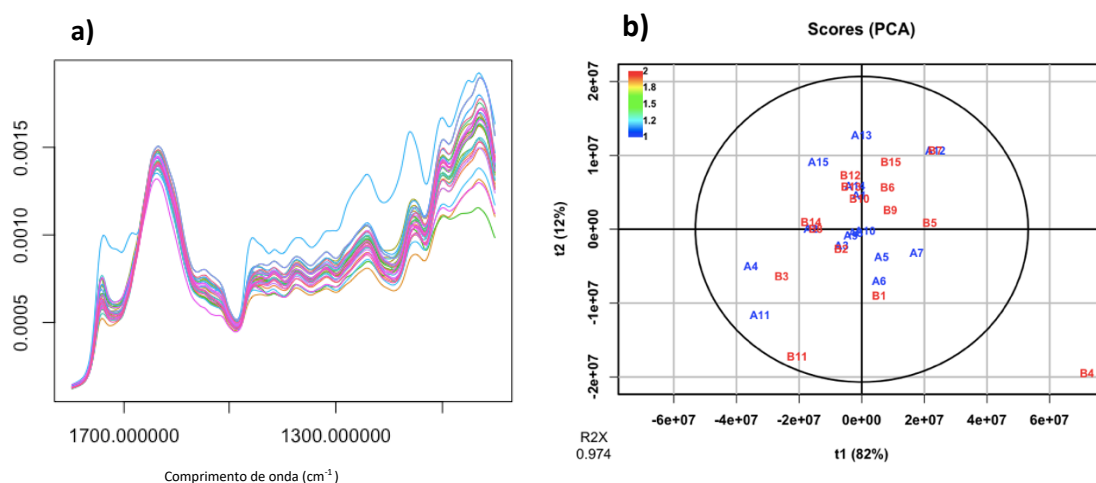 a)
0.0015
0.0010
0.0005
1700.000000
1300.000000
Comprimento de onda (cm-1 )
b)
Scores (PCA)
2
1.8
1.5
1.2
1
2e+07
1e+07
0e+00
-1e+07
-2e+07
t2 (12%)
A13
A12
A15
B15
B12
B6
B10
B9
B14
B5
A5
A7
B2
A4
B3
A6
B1
A11
B11
B4
-6e+07
-4e+07
-2e+07
0e+00
2e+07
4e+07
6e+07
R2X
0.974
t1 (82%)